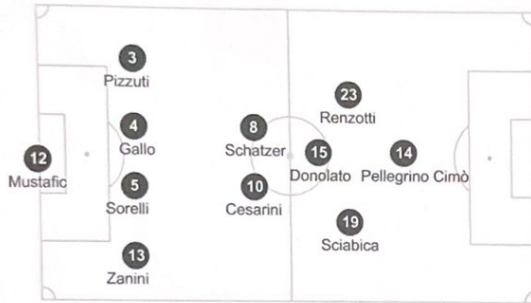 3
Pizzuti
23
Renzotti
4
Gallo
8
Schatzer
12
Mustafic
15
Donolato
14
Pellegrino Cimò
5
Sorelli
10
Cesarini
19
Sciabica
13
Zanini